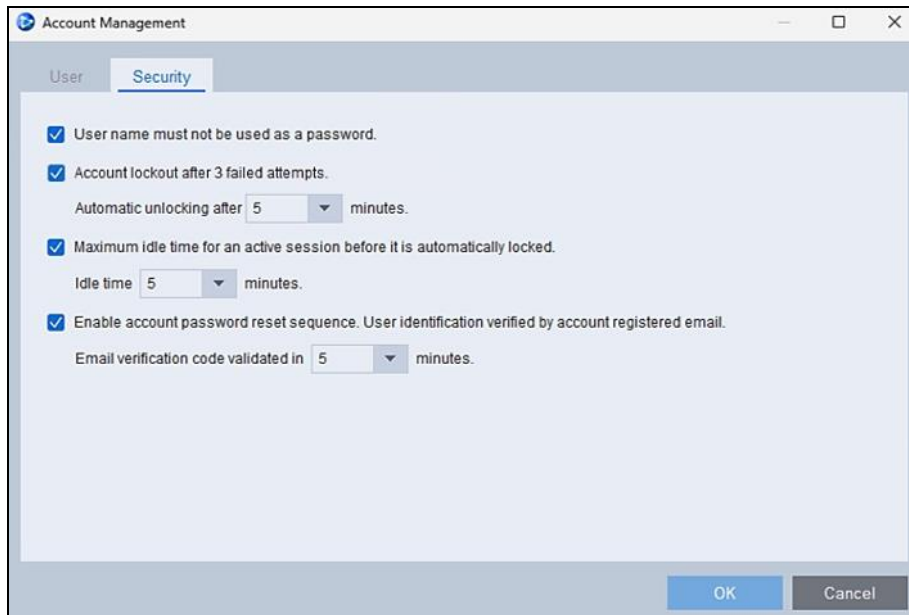 Account Management
User Security
User name must not be used as a password.
Account lockout after 3 failed attempts.
Automatic unlocking after 5 minutes.
Maximum idle time for an active session before it is automatically locked.
Idle time 5 minutes.
Enable account password reset sequence. User identification verified by account registered email.
Email verification code validated in 5 minutes.
OK Cancel